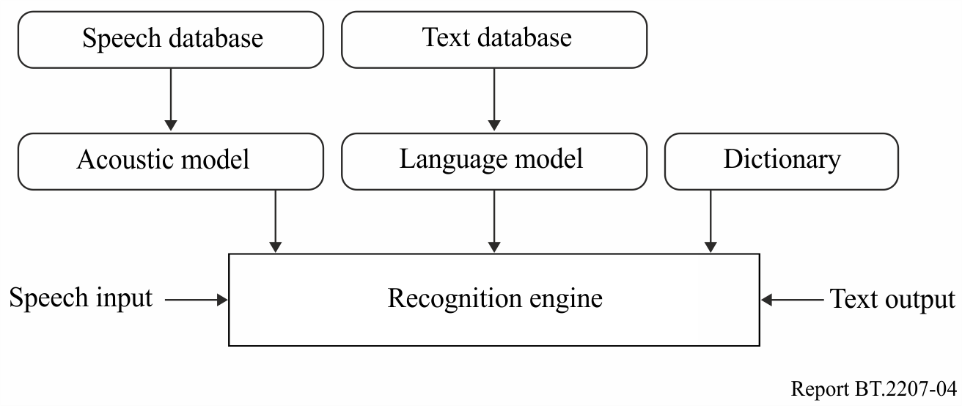 Speech database
Text database
Acoustic model
Language model
Dictionary
Speech input
Recognition engine
Text output
Report BT.2207-04